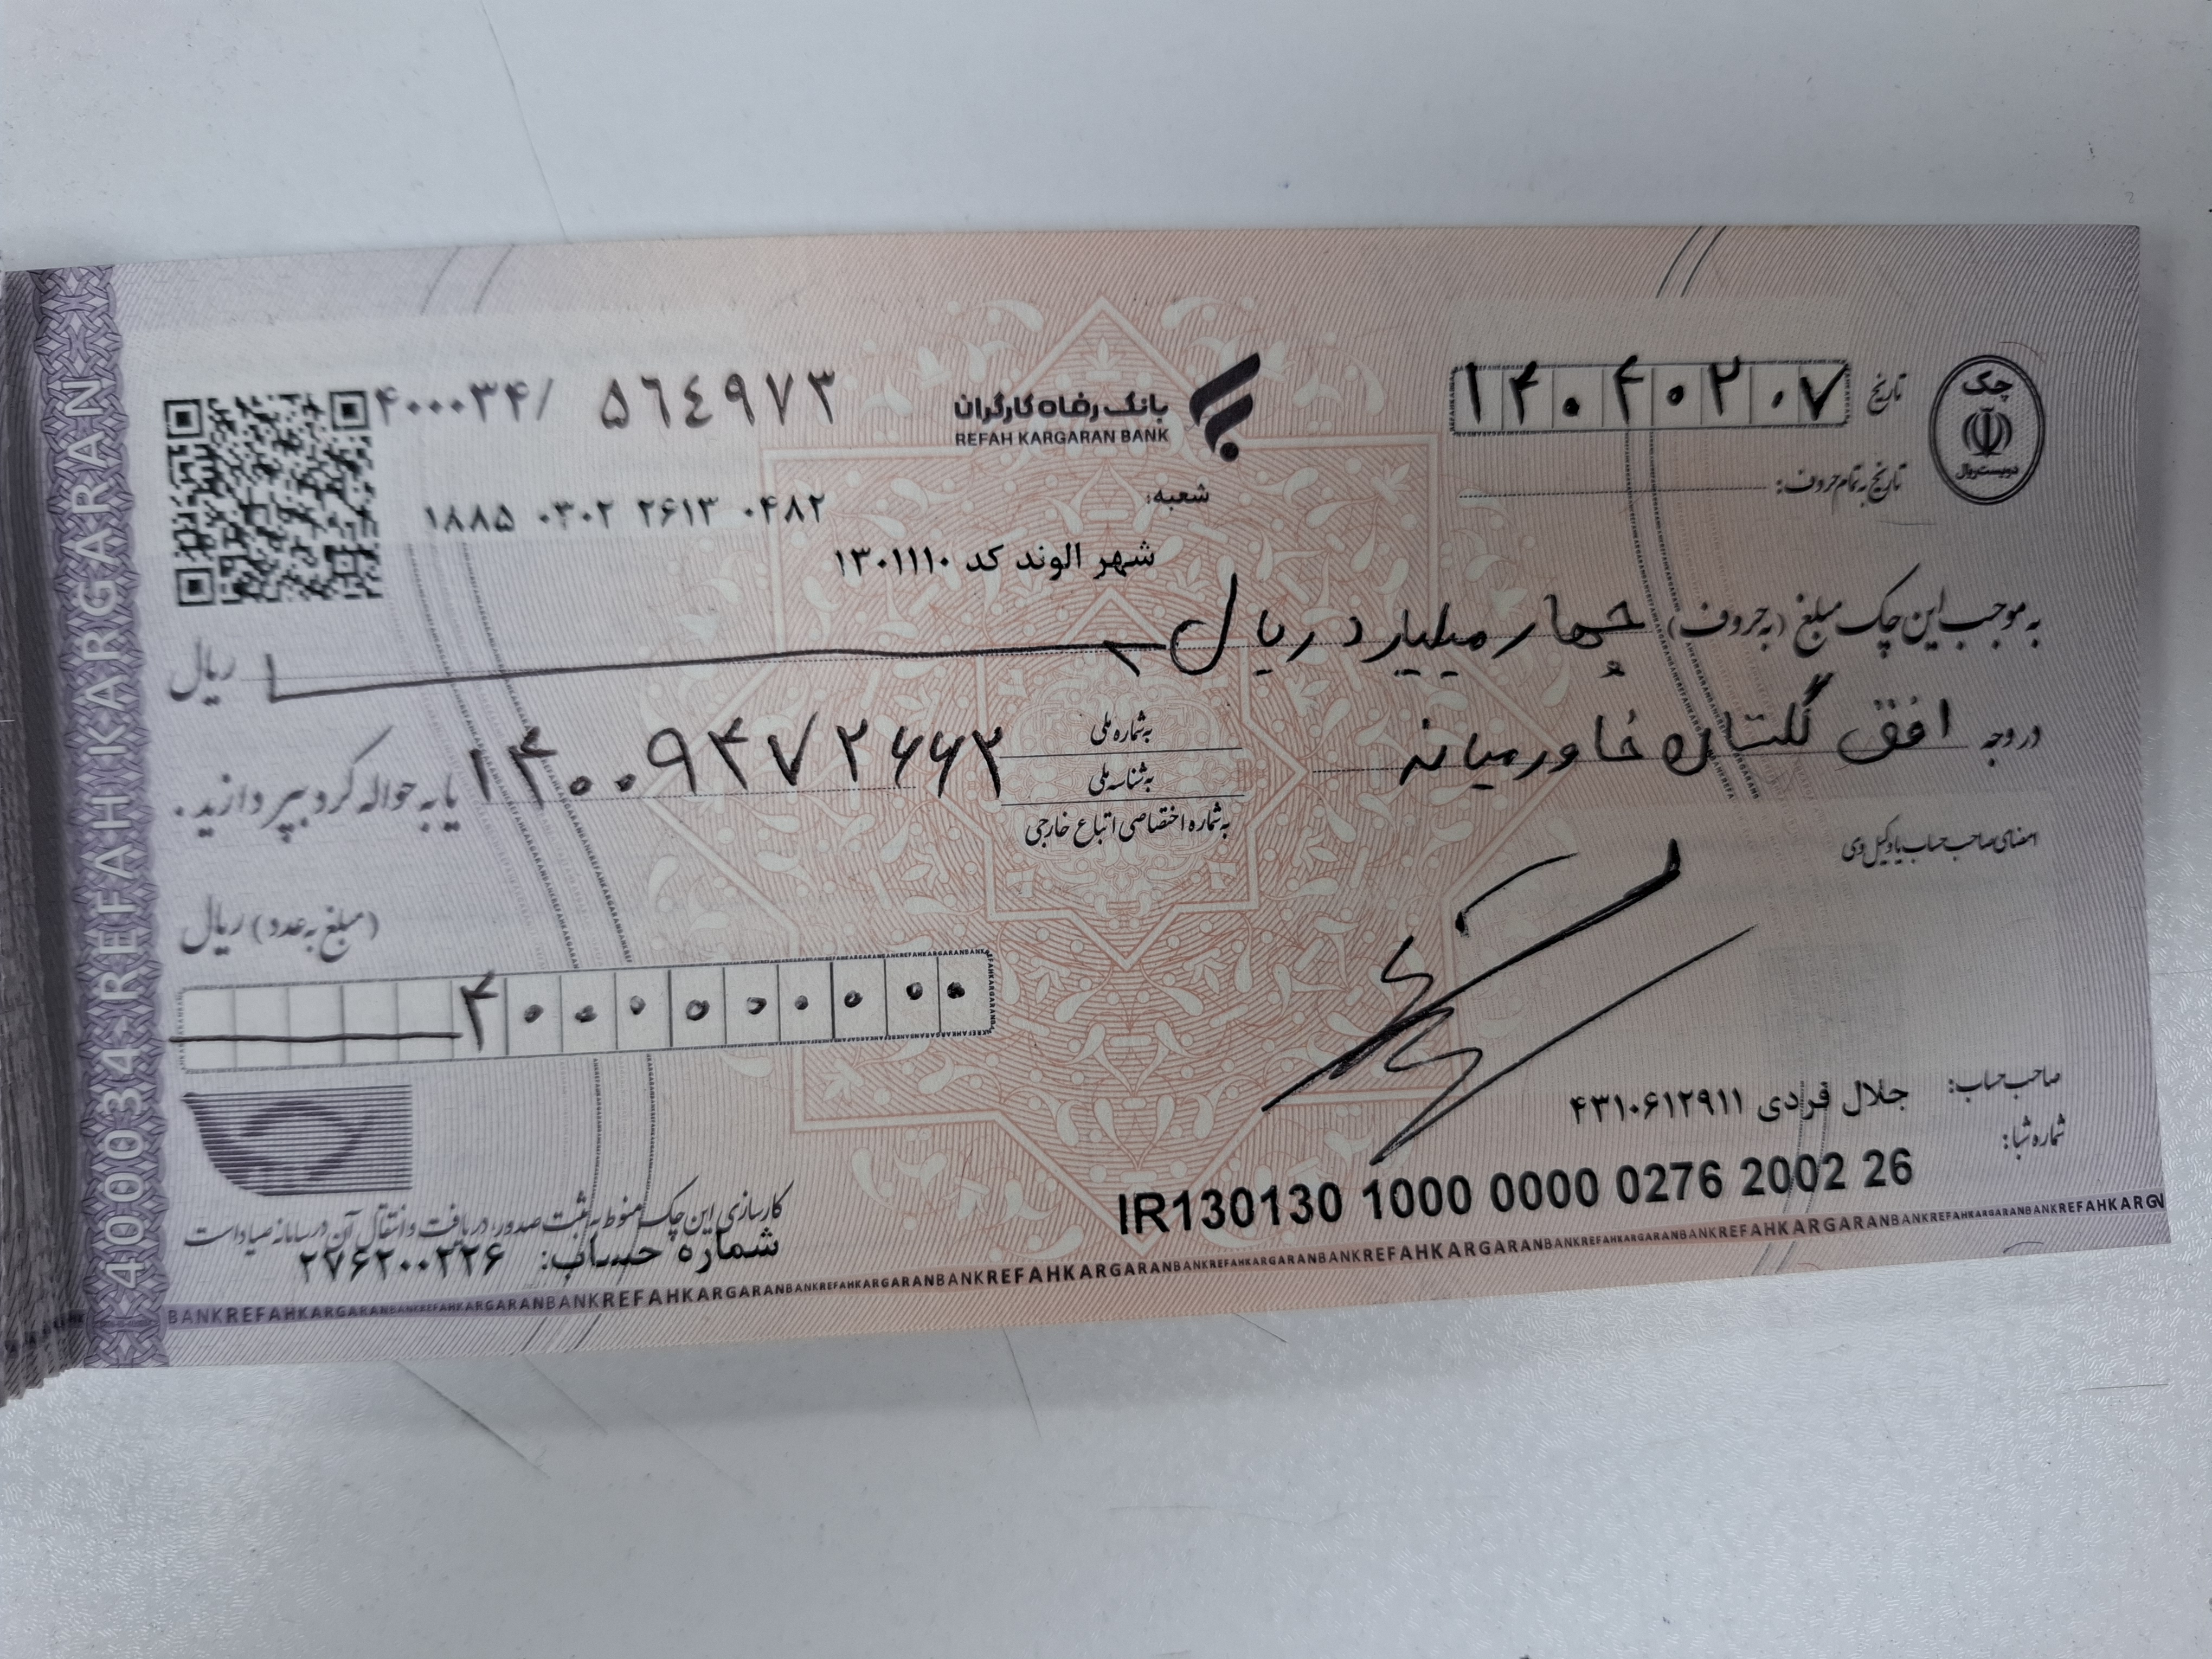 چک
دویست ریال
تاریخ ۱۴۰۴۰۲۰۷
تاریخ به تمام حروف:
بانک رفاه کارگران
REFAH KARGARAN BANK
شعبه:
شهر الوند کد ۱۳۰۱۱۱۰
۴۰۰۰۳۴/ ۵٦٤۹۷۳
۱۸۸۵ ۰۳۰۲ ۲۶۱۳ ۰۴۸۲
به موجب این چک مبلغ (به حروف) چهار میلیارد ریال ریال
در وجه افق گلستان خاورمیانه
به شماره ملی
به شناسه ملی
به شماره اختصاصی اتباع خارجی
۱۴۰۰۹۴۷۲۶۶۲ یا به حواله کرد بپردازید.
امضای صاحب حساب یا وکیل وی
(مبلغ به عدد) ریال
۴۰۰۰۰۰۰۰۰۰
صاحب حساب: جلال فردی ۴۳۱۰۶۱۲۹۱۱
شماره شبا:
IR130130 1000 0000 0276 2002 26
کارسازی این چک منوط به ثبت صدور، دریافت و انتقال آن در سامانه صیاد است
شماره حساب: ۲۷۶۲۰۰۲۲۶
BANKREFAHKARGARANBANKREFAHKARGARANBANKREFAHKARGARANBANKREFAHKARGARAN
400034 REFAH KARGARAN